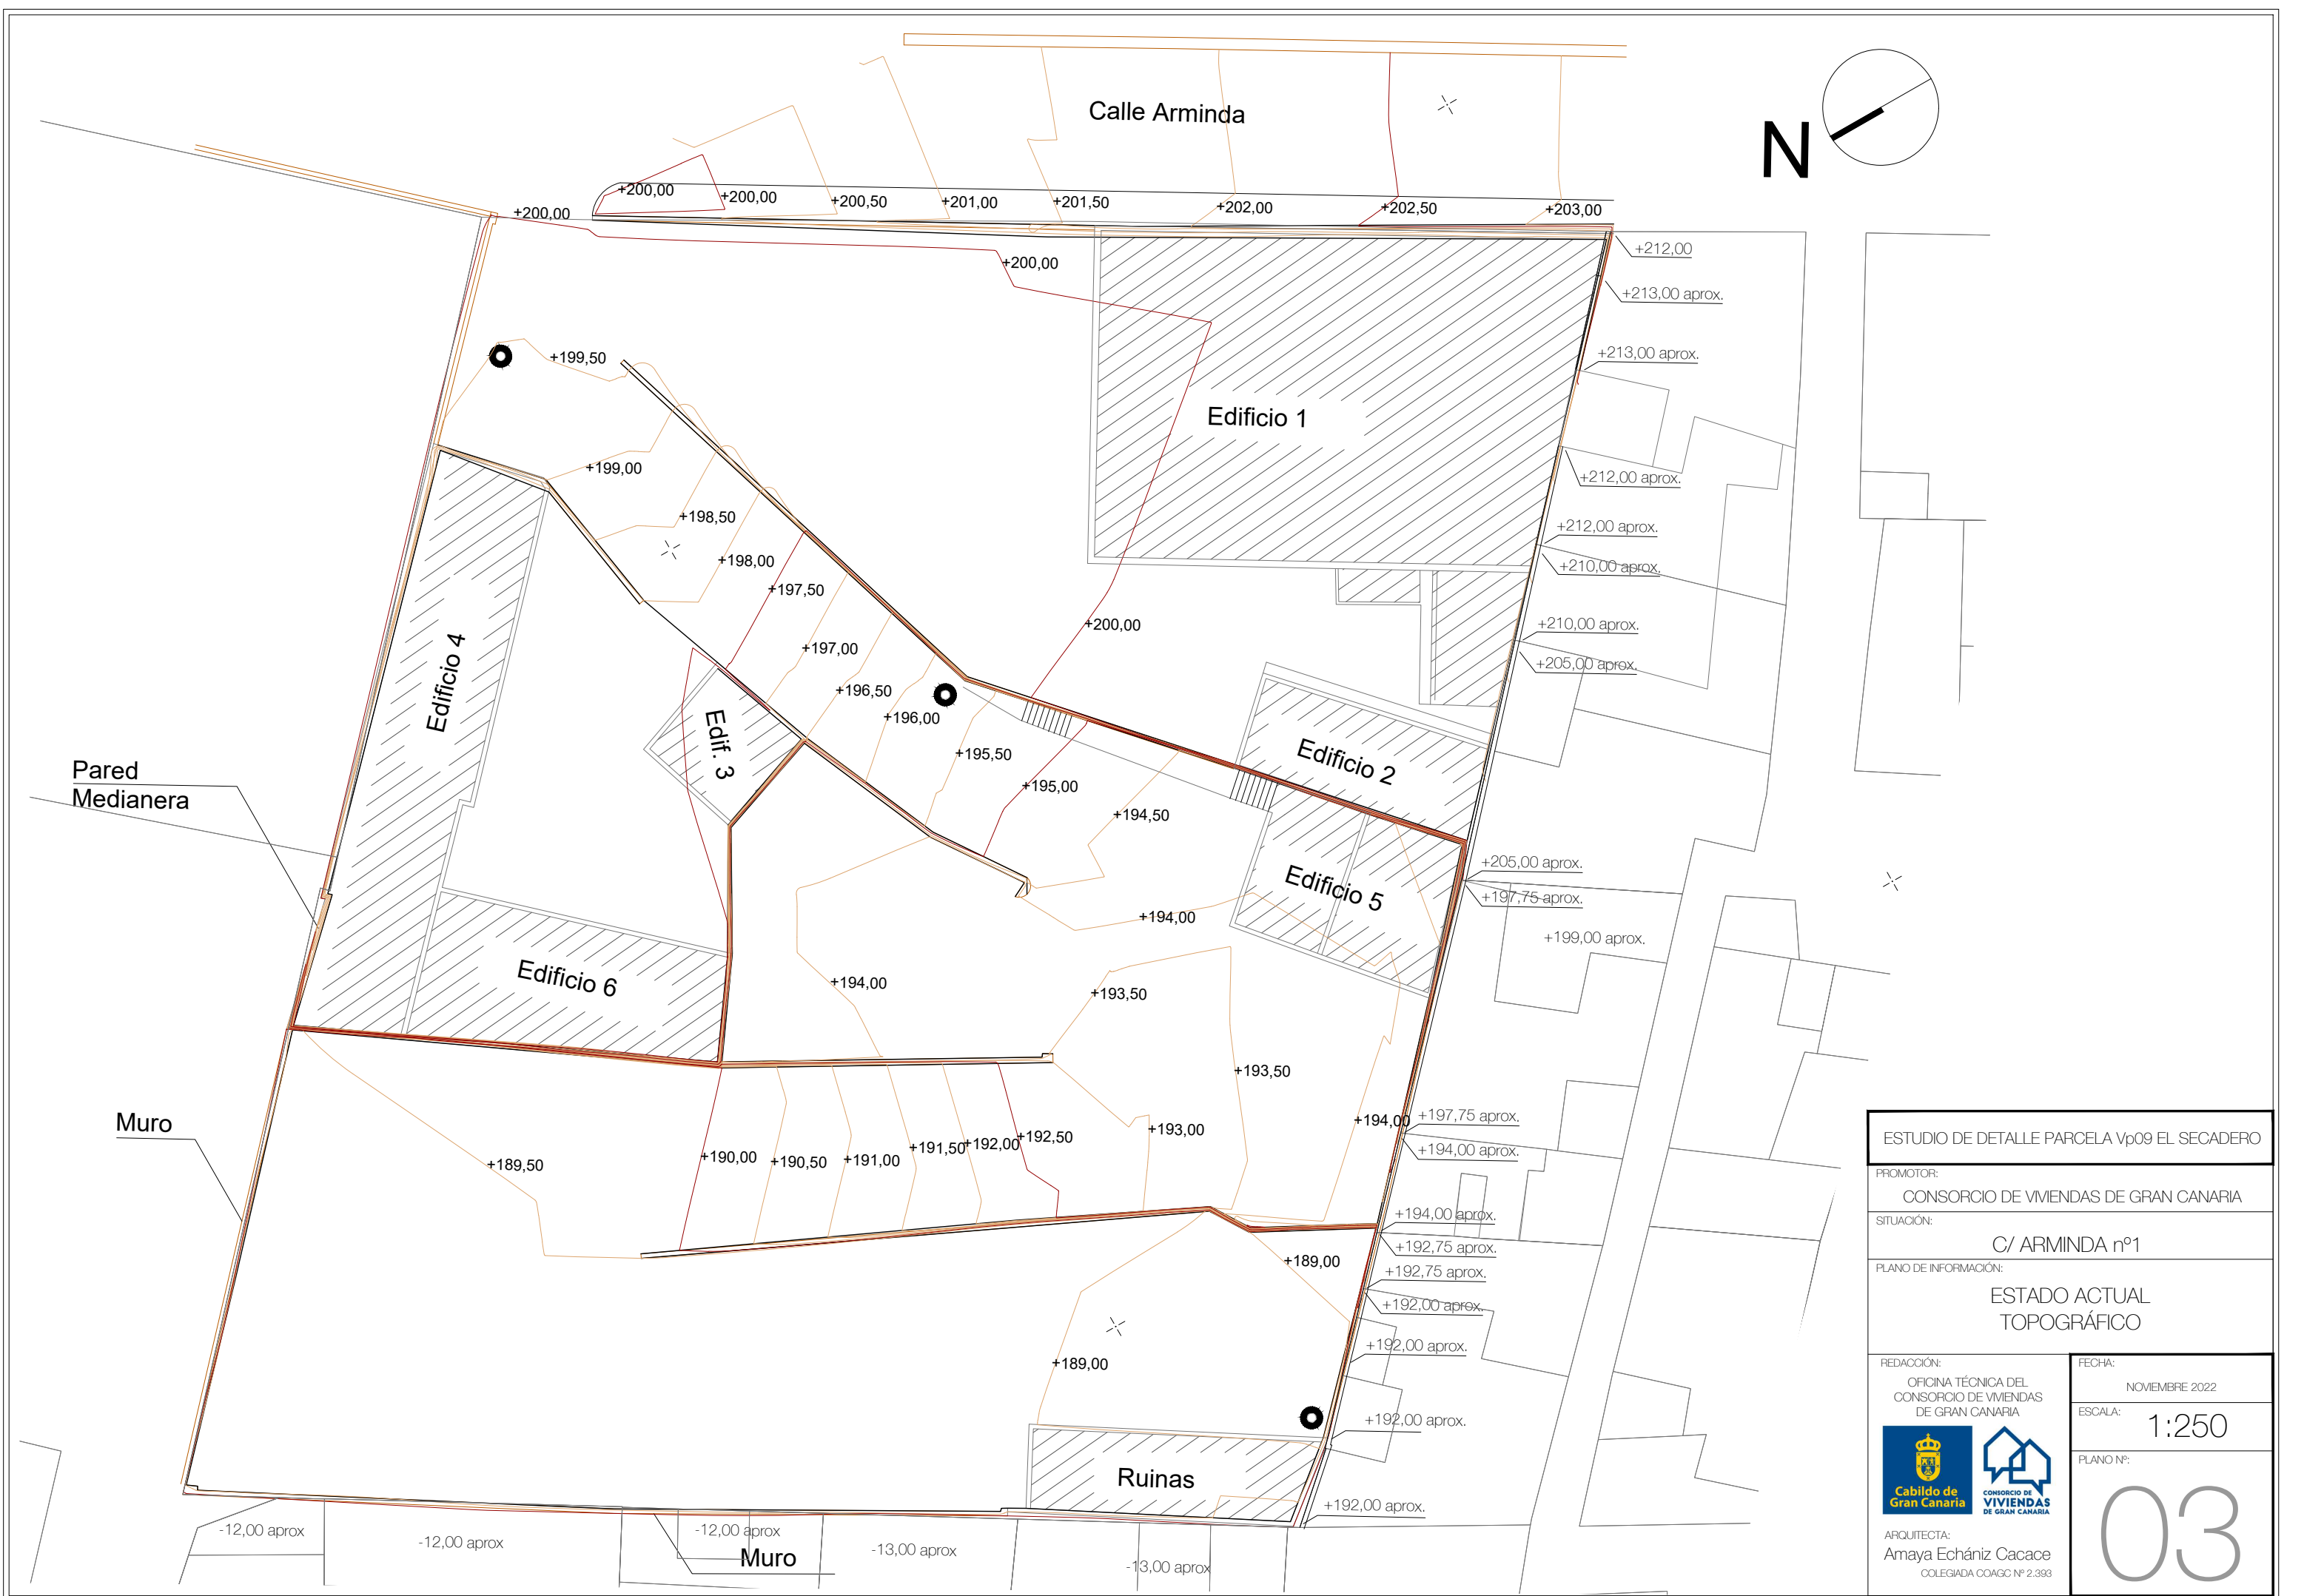 Calle Arminda
N
+200,00
+200,00
+200,00
+200,50
+201,00
+201,50
+202,00
+202,50
+203,00
+212,00
+200,00
+213,00 aprox.
+199,50
+213,00 aprox.
Edificio 1
+199,00
+212,00 aprox.
+198,50
+212,00 aprox.
+198,00
+210,00 aprox.
+197,50
+200,00
+210,00 aprox.
+197,00
+205,00 aprox.
Edificio 4
+196,50
+196,00
Edif. 3
+195,50
Edificio 2
Pared
Medianera
+195,00
+194,50
+205,00 aprox.
Edificio 5
+197,75 aprox.
+194,00
+199,00 aprox.
Edificio 6
+194,00
+193,50
+193,50
Muro
+194,00
+197,75 aprox.
+193,00
+192,50
+192,00
+191,50
+191,00
+190,50
+190,00
+189,50
+194,00 aprox.
+194,00 aprox.
+192,75 aprox.
+189,00
+192,75 aprox.
+192,00 aprox.
+192,00 aprox.
+189,00
+192,00 aprox.
Ruinas
+192,00 aprox.
-12,00 aprox
-12,00 aprox
-12,00 aprox
Muro
-13,00 aprox
-13,00 aprox
ESTUDIO DE DETALLE PARCELA Vp09 EL SECADERO
PROMOTOR:
CONSORCIO DE VIVIENDAS DE GRAN CANARIA
SITUACIÓN:
C/ ARMINDA nº1
PLANO DE INFORMACIÓN:
ESTADO ACTUAL
TOPOGRÁFICO
REDACCIÓN:
OFICINA TÉCNICA DEL
CONSORCIO DE VIVIENDAS
DE GRAN CANARIA
Cabildo de
Gran Canaria
CONSORCIO DE
VIVIENDAS
DE GRAN CANARIA
ARQUITECTA:
Amaya Echániz Cacace
COLEGIADA COAGC Nº 2.393
FECHA:
NOVIEMBRE 2022
ESCALA:
1:250
PLANO Nº:
03